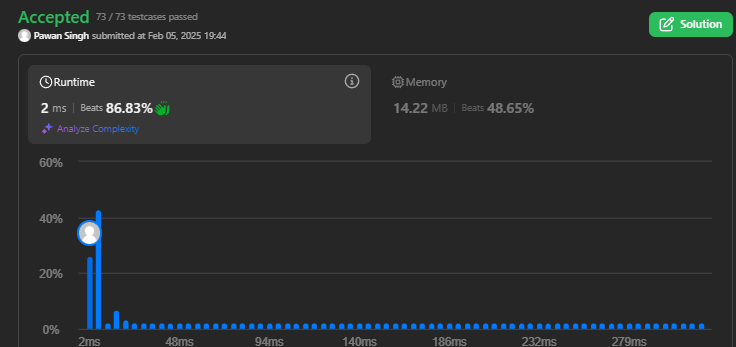 Accepted 73 / 73 testcases passed
Pawan Singh submitted at Feb 05, 2025 19:44
Solution
Runtime
2 ms | Beats 86.83%
Analyze Complexity
Memory
14.22 MB | Beats 48.65%
60%
40%
20%
0%
2ms 48ms 94ms 140ms 186ms 232ms 279ms